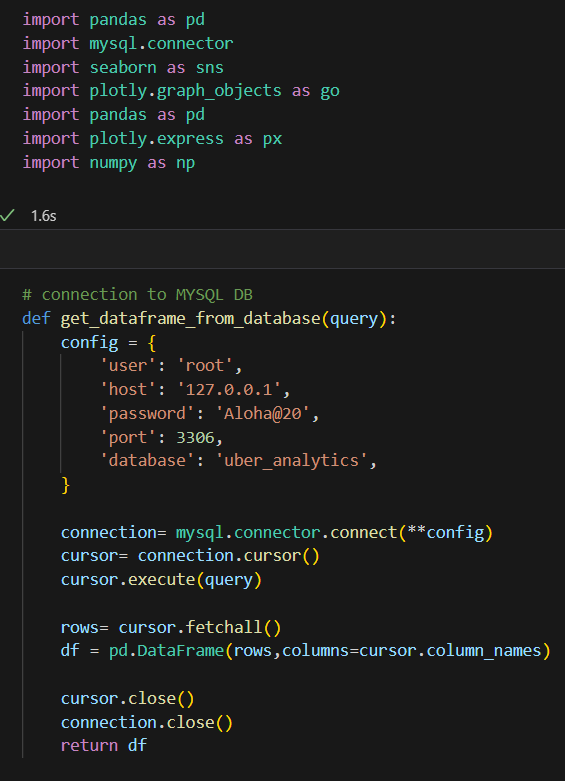 import pandas as pd
import mysql.connector
import seaborn as sns
import plotly.graph_objects as go
import pandas as pd
import plotly.express as px
import numpy as np
✓ 1.6s
# connection to MYSQL DB
def get_dataframe_from_database(query):
    config = {
        'user': 'root',
        'host': '127.0.0.1',
        'password': 'Aloha@20',
        'port': 3306,
        'database': 'uber_analytics',
    }
    connection= mysql.connector.connect(**config)
    cursor= connection.cursor()
    cursor.execute(query)
    rows= cursor.fetchall()
    df = pd.DataFrame(rows,columns=cursor.column_names)
    cursor.close()
    connection.close()
    return df